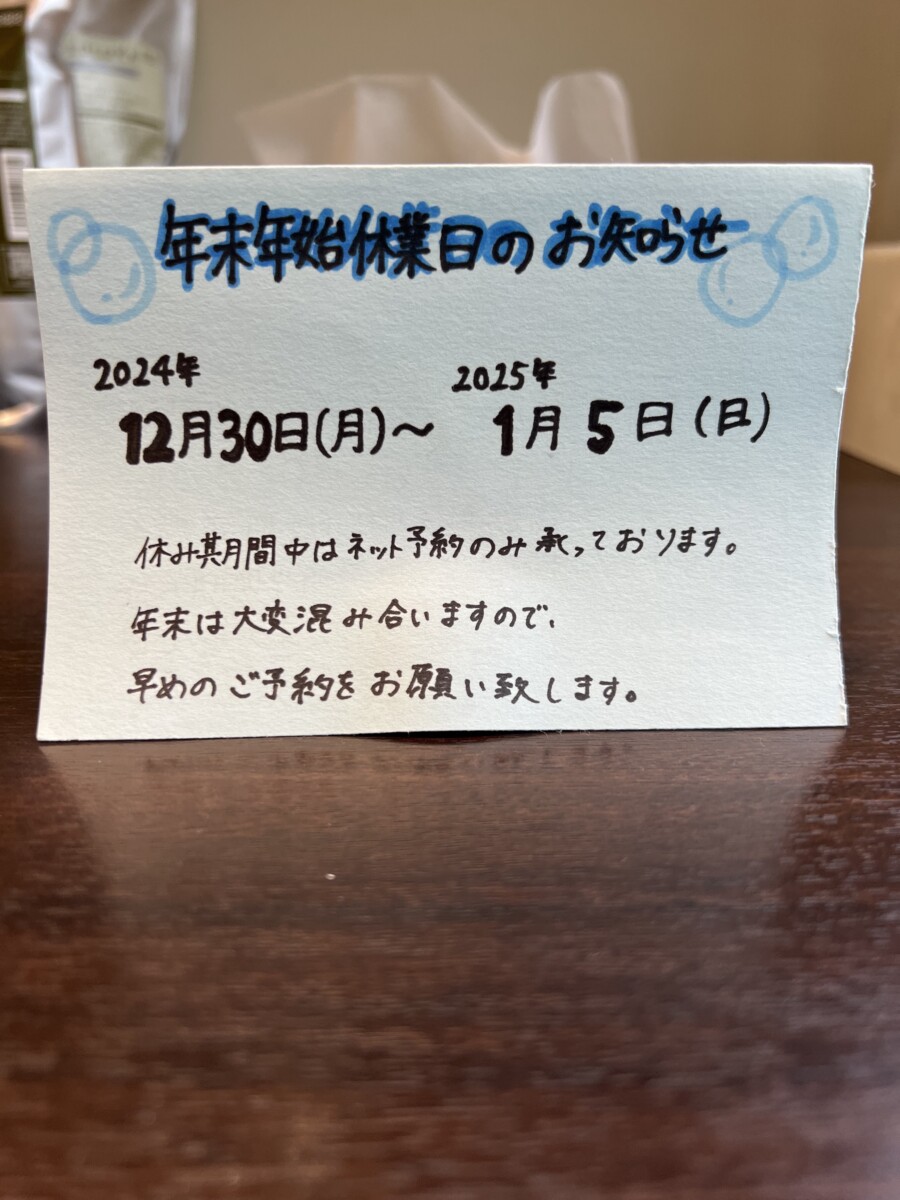 年末年始休業日のお知らせ
2024年 2025年
12月30日(月)～ 1月5日(日)
休み期間中はネット予約のみ承っております。
年末は大変混み合いますので、
早めのご予約をお願い致します。